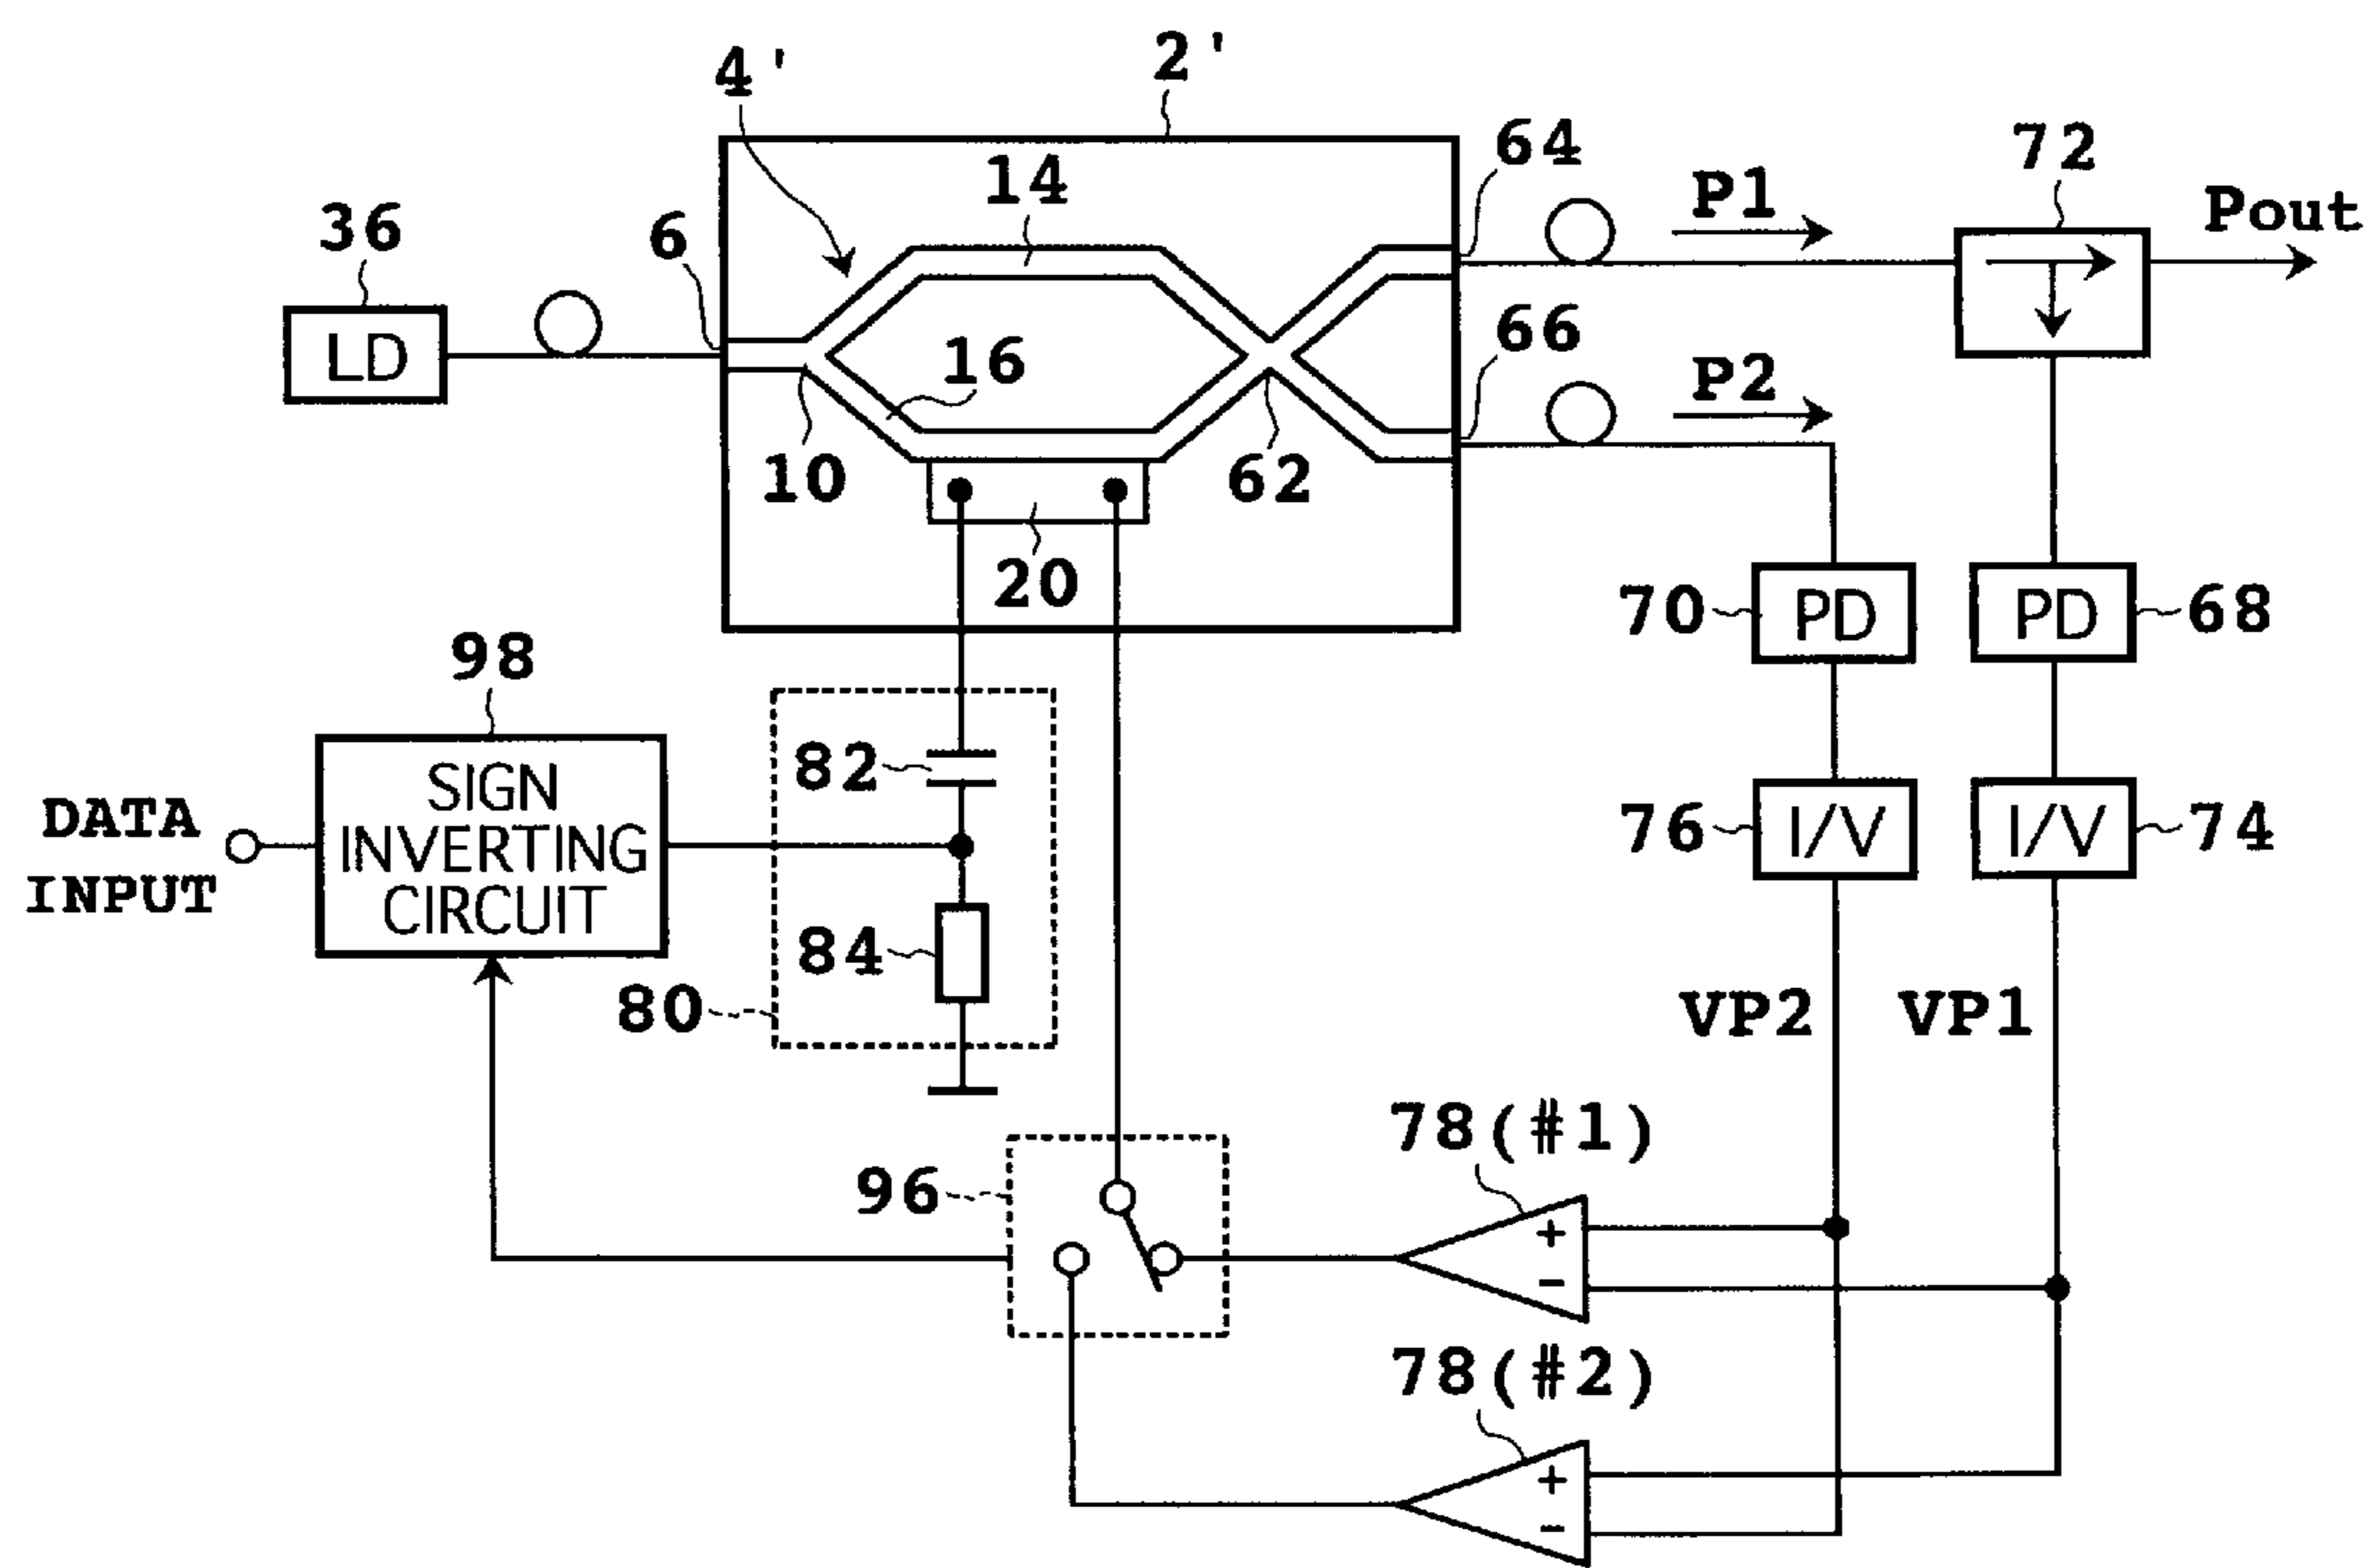 2'
4'
64
72
14
P1
Pout
36
6
LD
16
66
P2
10
62
20
70
PD
PD
68
98
82
SIGN
INVERTING
CIRCUIT
DATA
INPUT
76
I/V
I/V
74
84
80
VP2
VP1
78(#1)
96
+
-
78(#2)
+
-